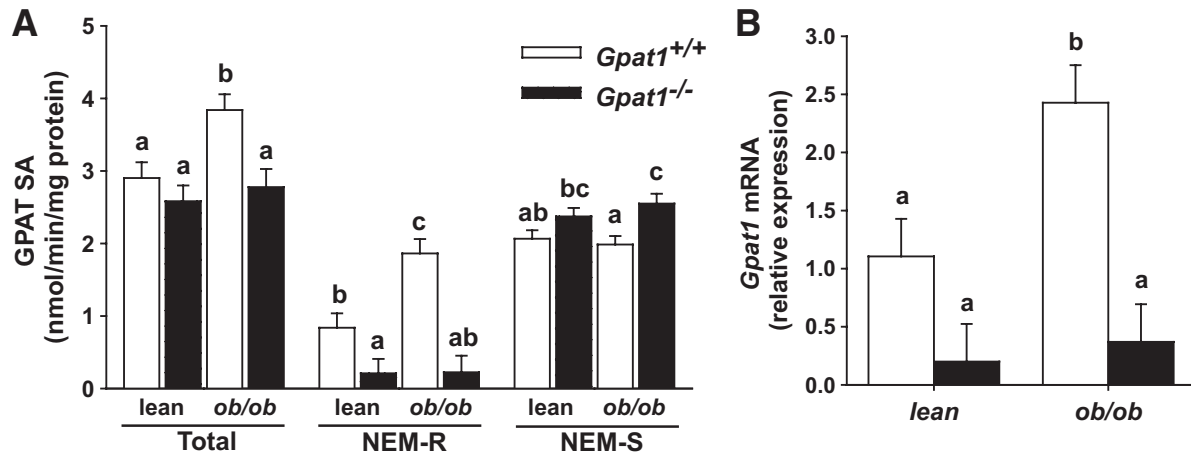 A
GPAT SA
(nmol/min/mg protein)
5
4
3
2
1
0
Gpat1+/+
Gpat1-/-
a
a
b
a
b
a
c
ab
ab
bc
a
c
lean
ob/ob
lean
ob/ob
lean
ob/ob
Total
NEM-R
NEM-S
B
Gpat1 mRNA
(relative expression)
3.0
2.5
2.0
1.5
1.0
0.5
0.0
a
a
b
a
lean
ob/ob